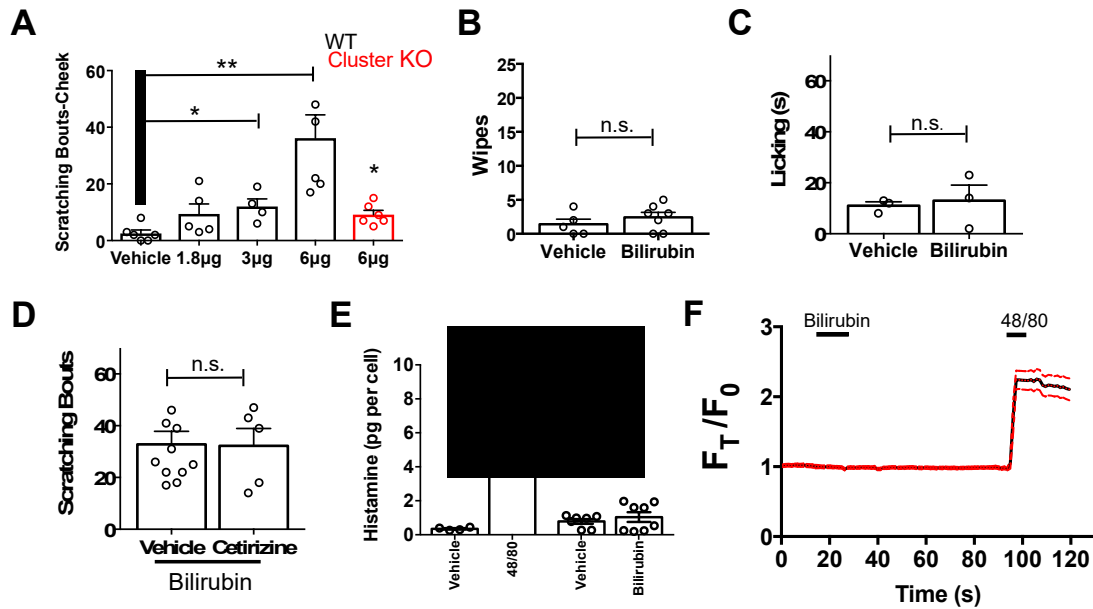 A
WT
Cluster KO
Scratching Bouts-Cheek
60
40
20
0
**
*
*
Vehicle 1.8µg 3µg 6µg 6µg
B
Wipes
25
20
15
10
5
0
n.s.
Vehicle Bilirubin
C
Licking (s)
60
40
20
0
n.s.
Vehicle Bilirubin
D
Scratching Bouts
60
40
20
0
n.s.
Vehicle Cetirizine
Bilirubin
E
Histamine (pg per cell)
10
8
6
4
2
0
Vehicle
48/80
Vehicle
Bilirubin
F
Bilirubin
48/80
FT/F0
3
2
1
0
0 20 40 60 80 100 120
Time (s)